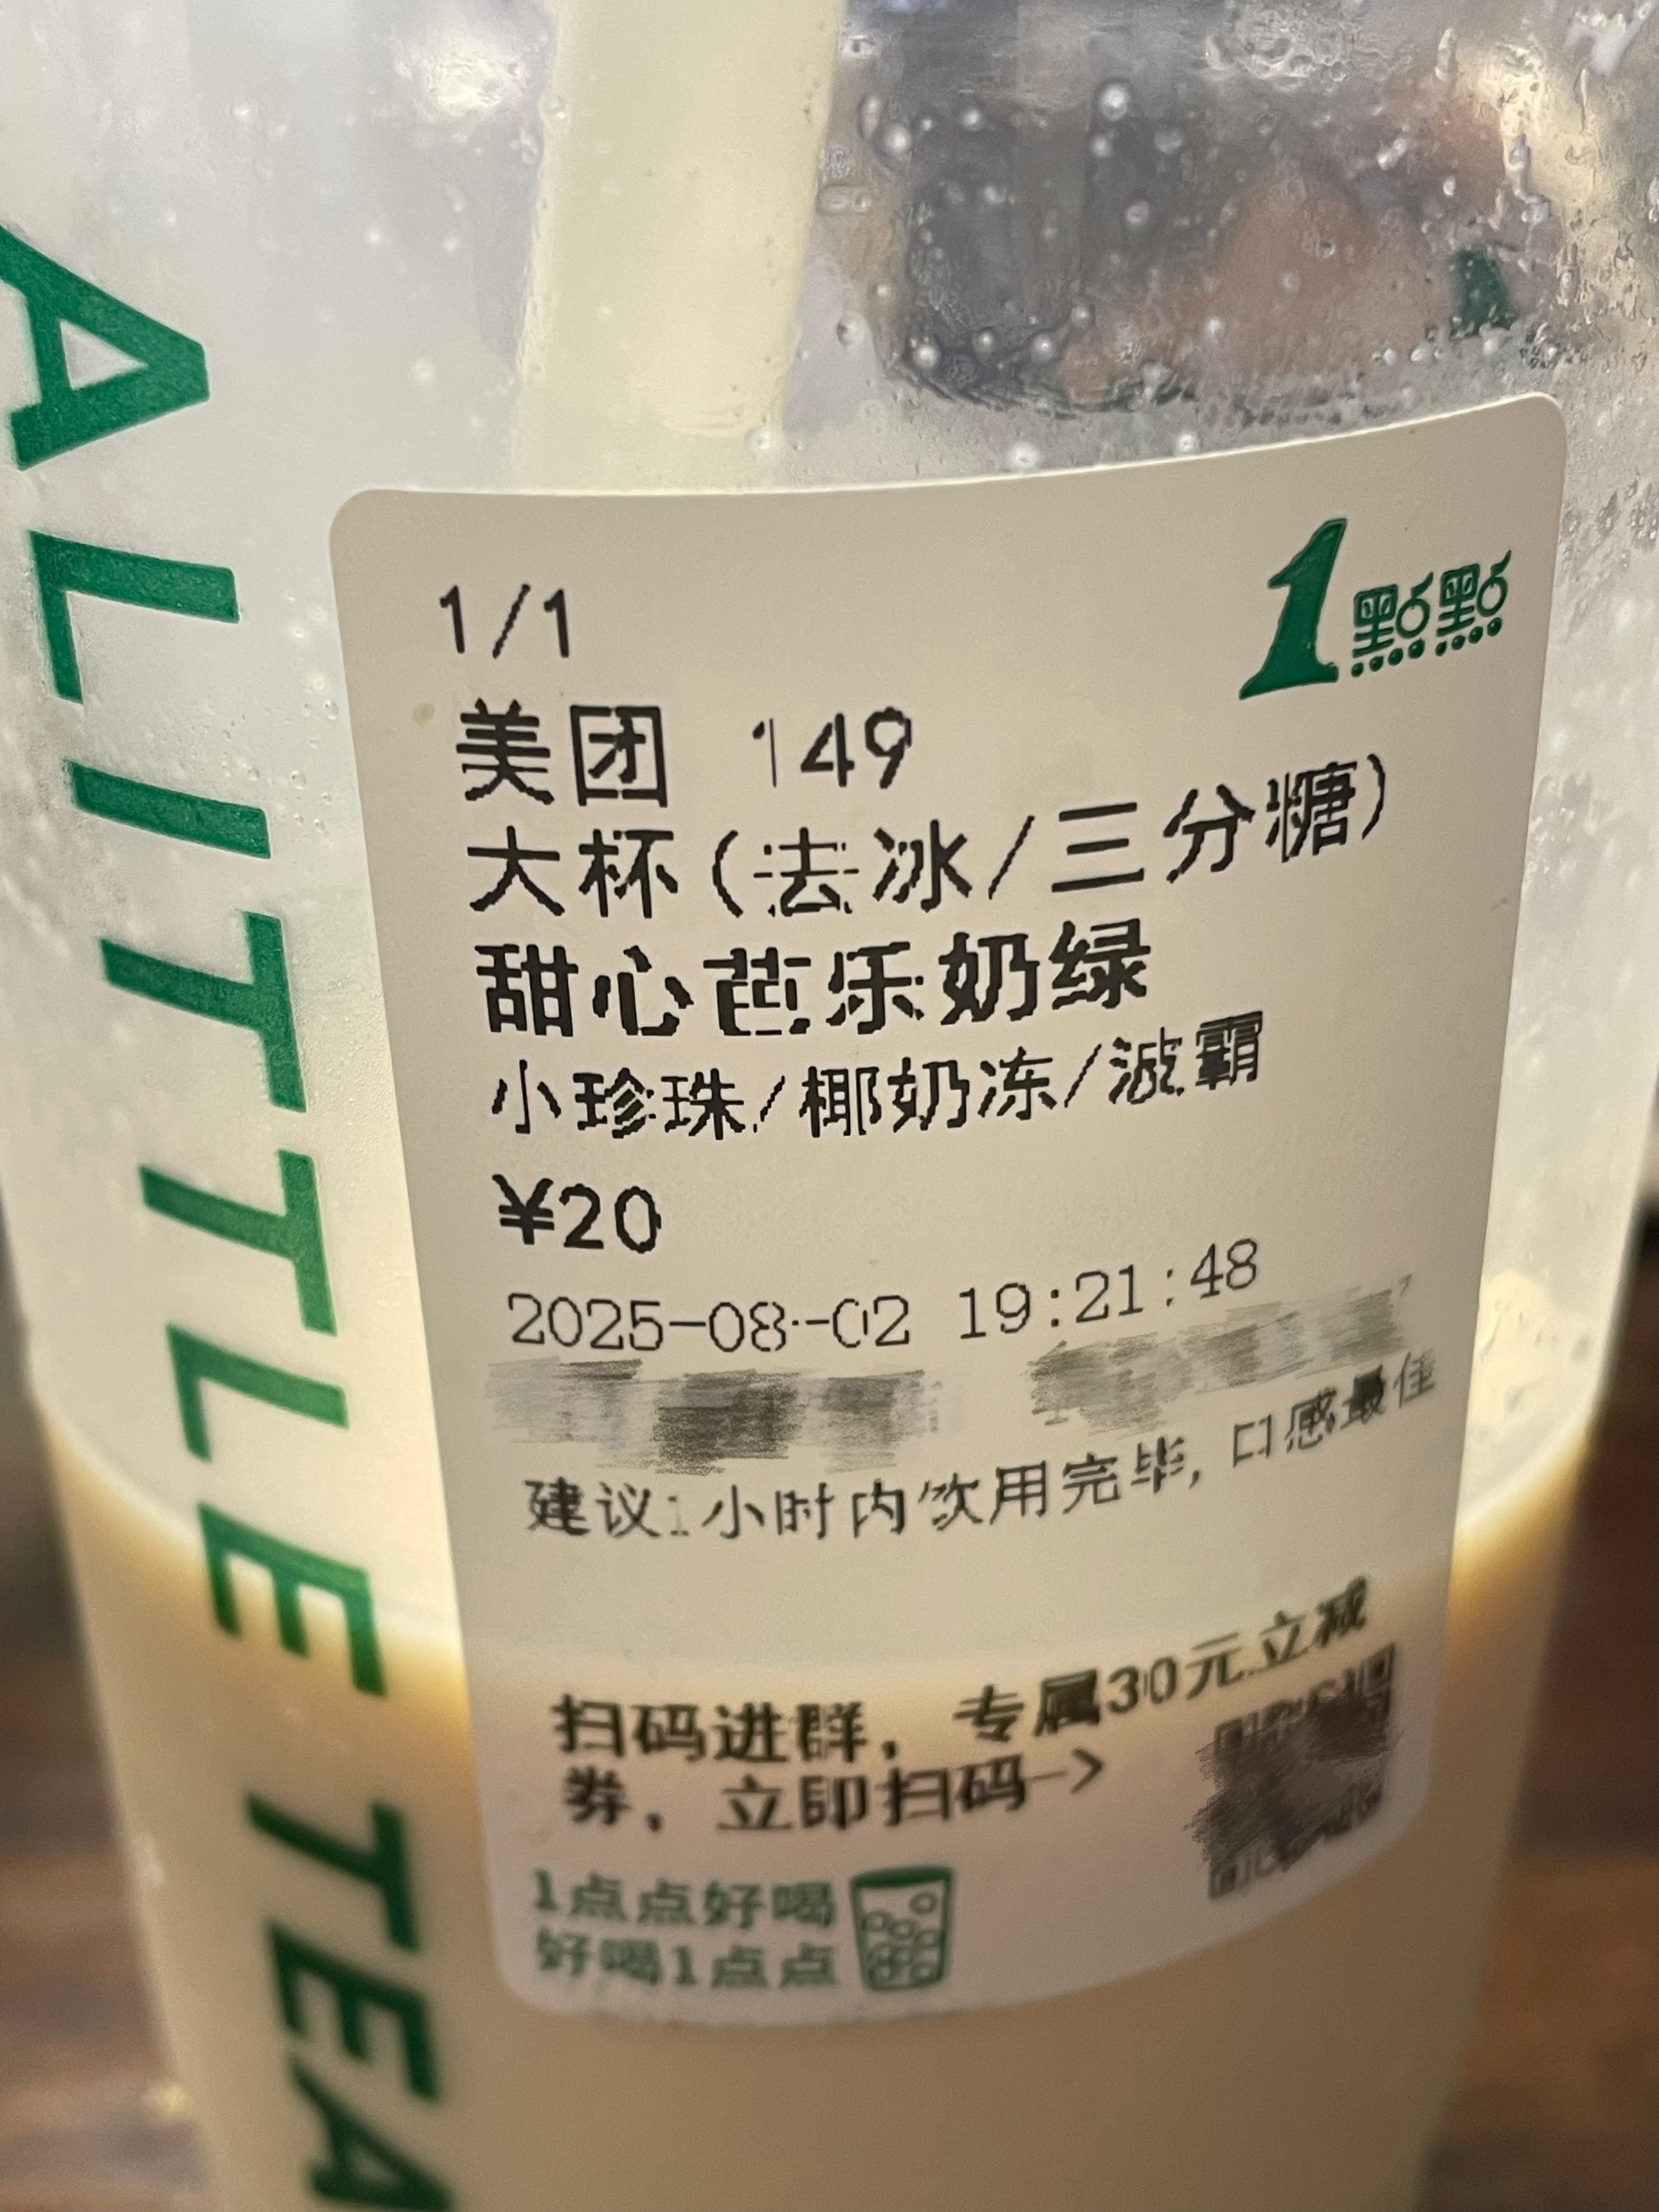 A LITTLE TEA
1點點
1/1
美团 149
大杯(去冰/三分糖)
甜心芭乐奶绿
小珍珠/椰奶冻/波霸
¥20
2025-08-02 19:21:48
建议1小时内饮用完毕,口感最佳
扫码进群，专属30元立减
券，立即扫码->
1点点好喝
好喝1点点